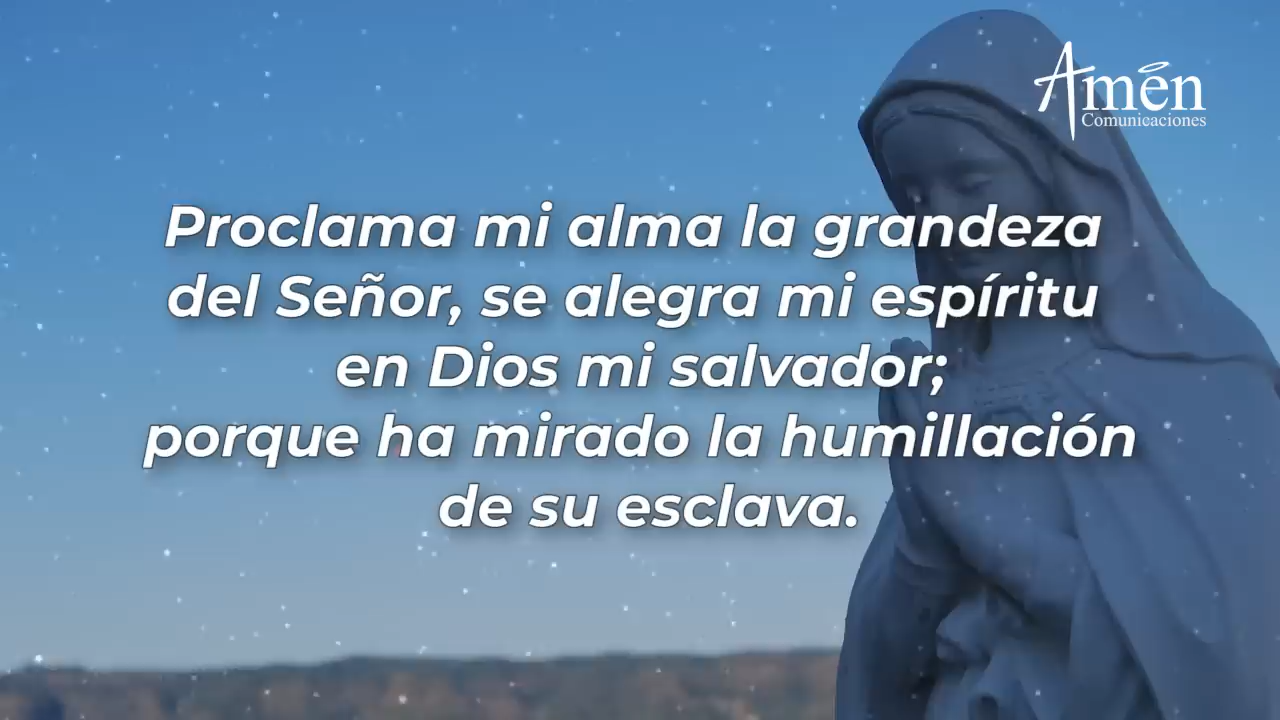 Amén
Comunicaciones
Proclama mi alma la grandeza
del Señor, se alegra mi espíritu
en Dios mi salvador;
porque ha mirado la humillación
de su esclava.